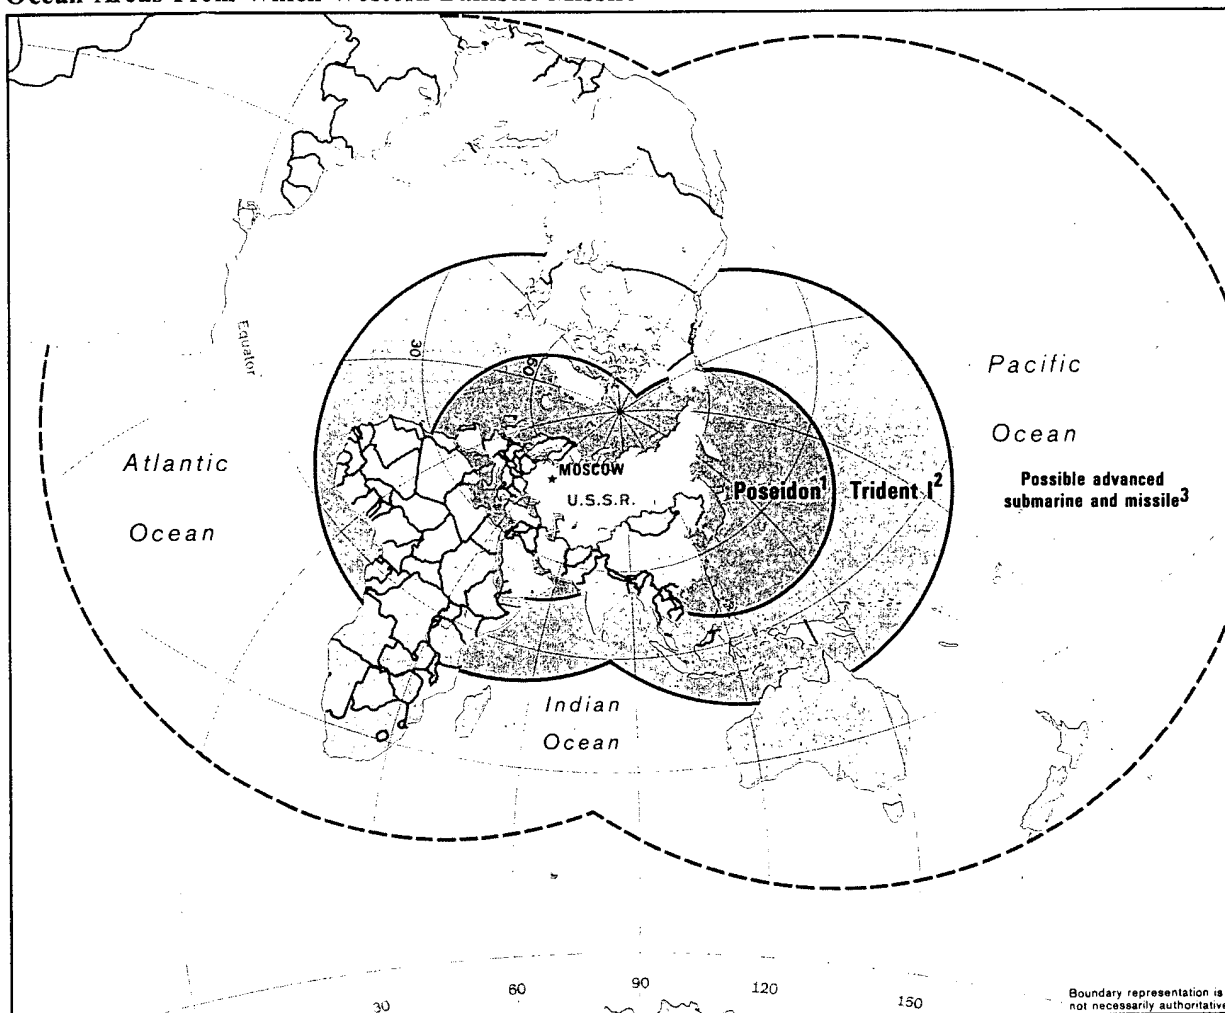 Ocean Areas From Which Western Ballistic Missile
Equator
30
60
Pacific
Ocean
Atlantic
Ocean
MOSCOW
U.S.S.R.
Poseidon¹
Trident I²
Possible advanced
submarine and missile³
Indian
Ocean
30
60
90
120
150
Boundary representation is
not necessarily authoritative